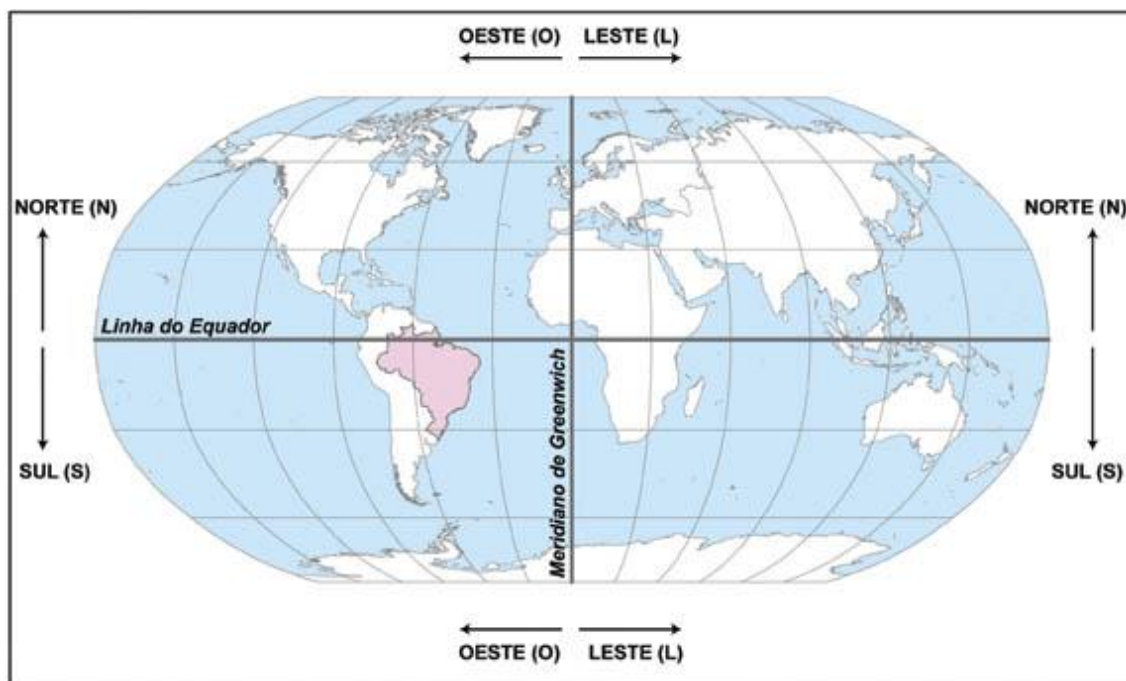 OESTE (O) LESTE (L)
NORTE (N) NORTE (N)
Linha do Equador
Meridiano de Greenwich
SUL (S) SUL (S)
OESTE (O) LESTE (L)